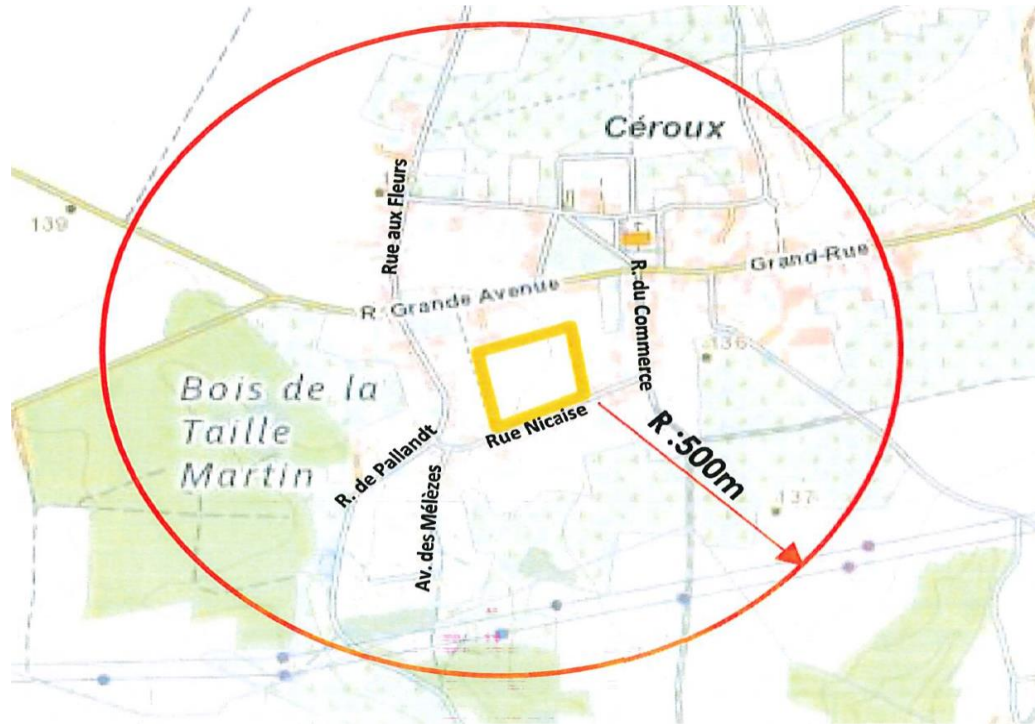 Céroux
139
Rue aux Fleurs
Grand-Rue
R. Grande Avenue
R. du Commerce
136
Bois de la
Taille
Martin
Rue Nicaise
R. de Pallandt
Av. des Mélèzes
R :500m
137